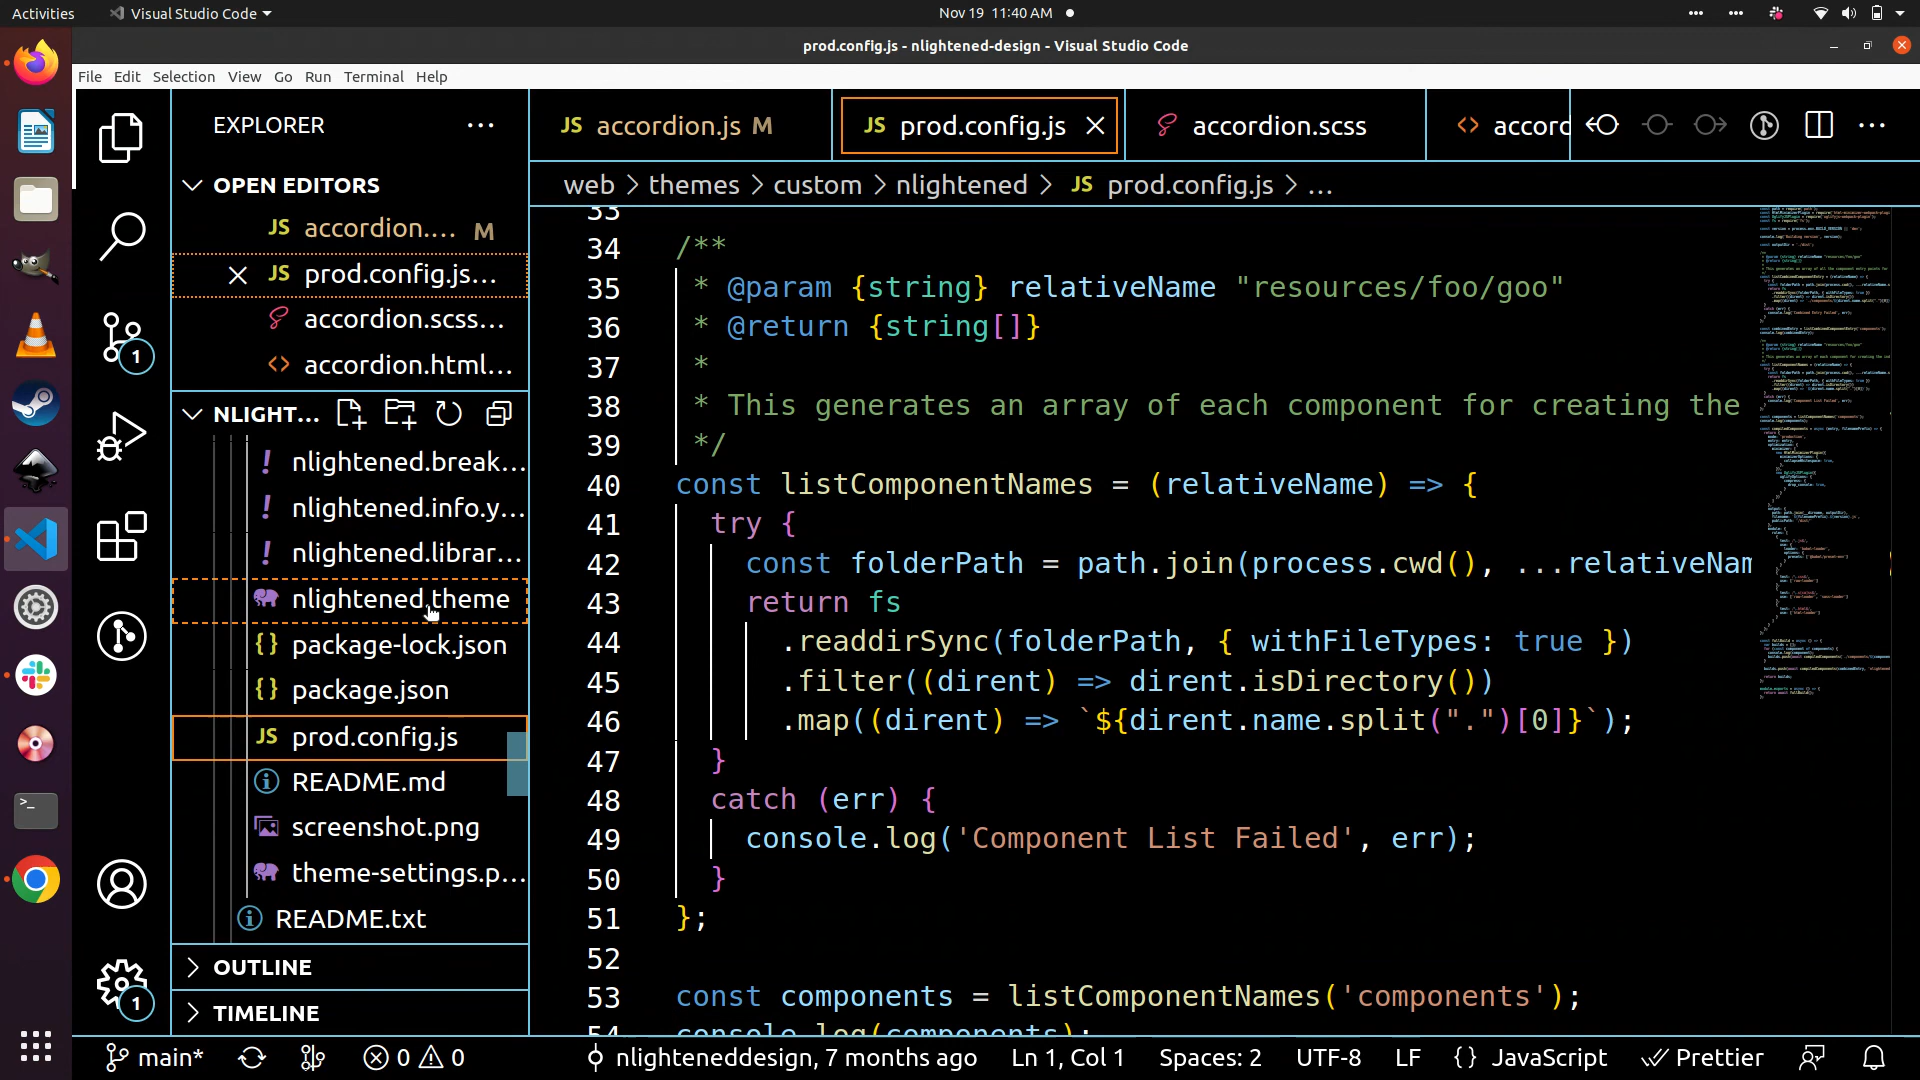 Activities Visual Studio Code Nov 19 11:40 AM
prod.config.js - nlightened-design - Visual Studio Code
File Edit Selection View Go Run Terminal Help
EXPLORER
OPEN EDITORS
JS accordion.... M
JS prod.config.js...
accordion.scss...
<> accordion.html...
NLIGHT...
! nlightened.break...
! nlightened.info.y...
! nlightened.librar...
nlightened.theme
{} package-lock.json
{} package.json
JS prod.config.js
README.md
screenshot.png
theme-settings.p...
README.txt
OUTLINE
TIMELINE
1
1
JS accordion.js M JS prod.config.js accordion.scss <> accord
web > themes > custom > nlightened > JS prod.config.js > ...
33
34 /**
35 * @param {string} relativeName "resources/foo/goo"
36 * @return {string[]}
37 *
38 * This generates an array of each component for creating the
39 */
40 const listComponentNames = (relativeName) => {
41 try {
42 const folderPath = path.join(process.cwd(), ...relativeNam
43 return fs
44 .readdirSync(folderPath, { withFileTypes: true })
45 .filter((dirent) => dirent.isDirectory())
46 .map((dirent) => `${dirent.name.split(".")[0]}`);
47 }
48 catch (err) {
49 console.log('Component List Failed', err);
50 }
51 };
52
53 const components = listComponentNames('components');
54 console.log(components);
main* 0 0 nlighteneddesign, 7 months ago Ln 1, Col 1 Spaces: 2 UTF-8 LF {} JavaScript Prettier